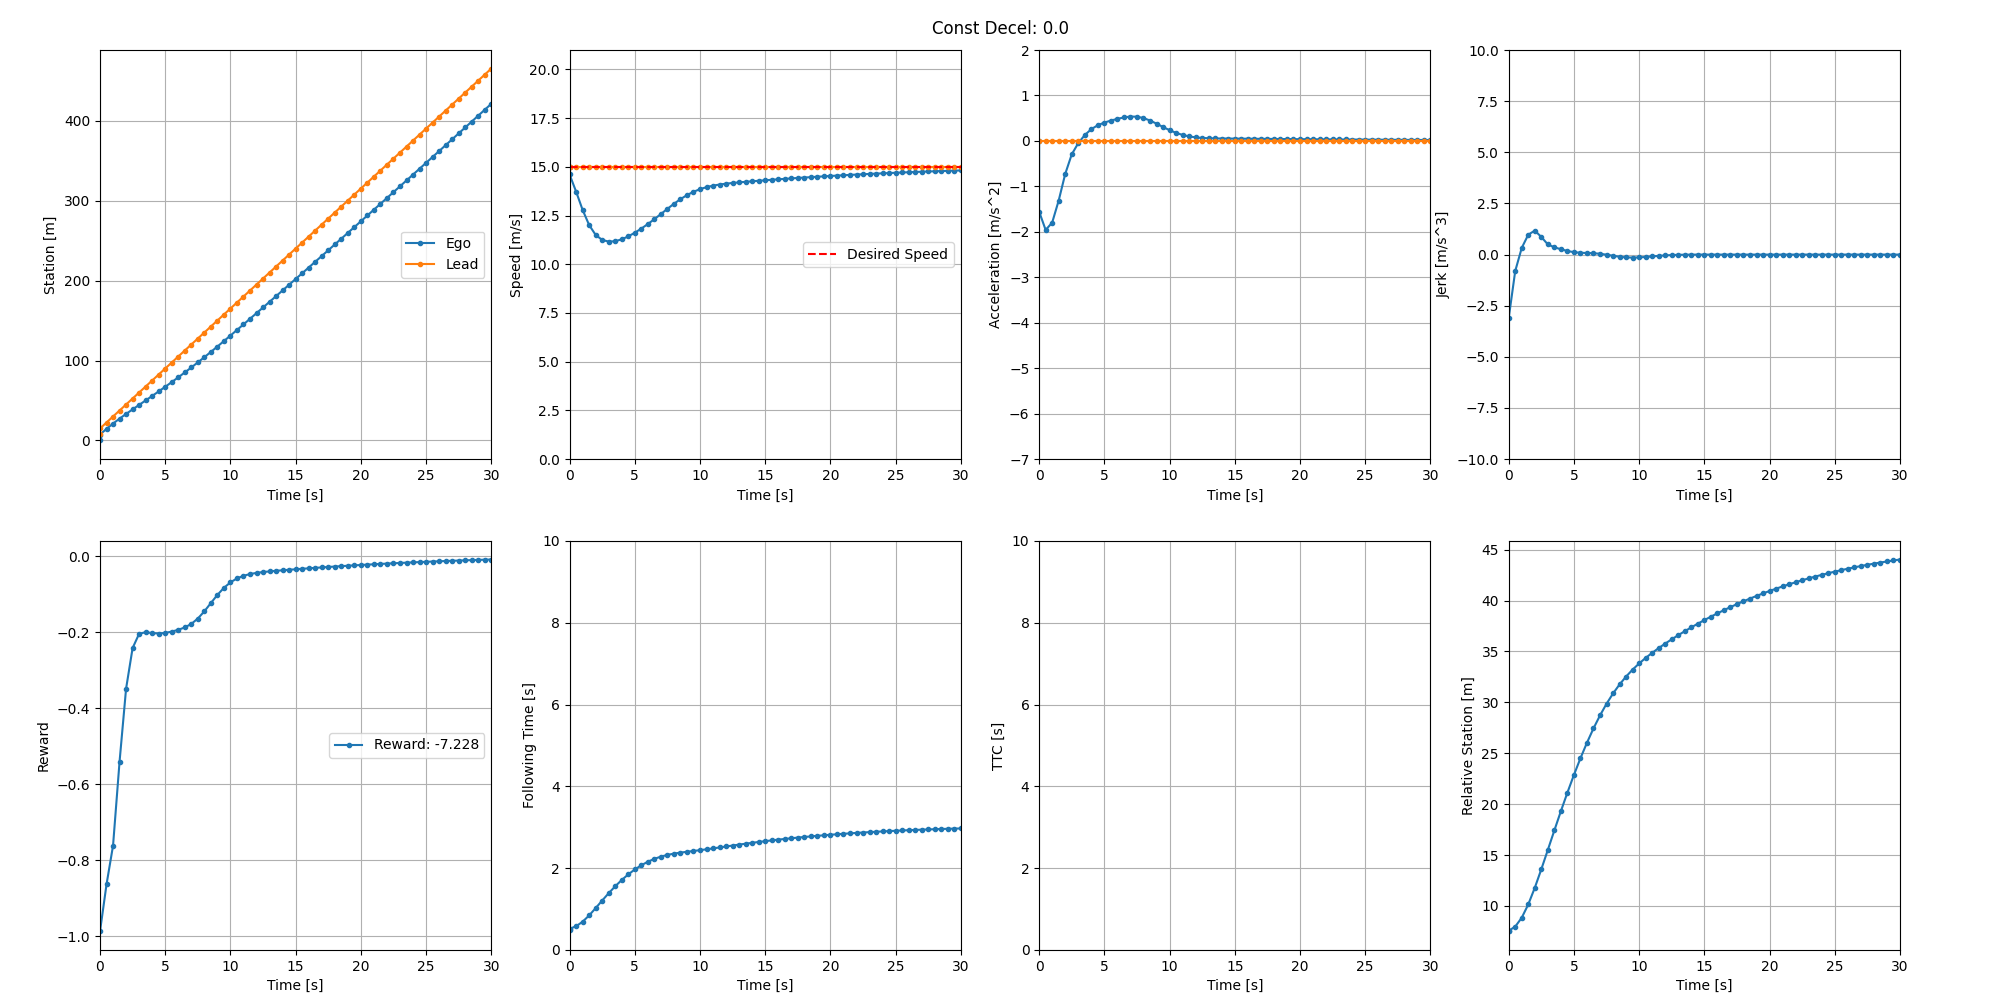 Const Decel: 0.0
Station [m]
400
300
200
100
0
0 5 10 15 20 25 30
Time [s]
Ego
Lead
Speed [m/s]
20.0
17.5
15.0
12.5
10.0
7.5
5.0
2.5
0.0
0 5 10 15 20 25 30
Time [s]
Desired Speed
Acceleration [m/s^2]
2
1
0
−1
−2
−3
−4
−5
−6
−7
0 5 10 15 20 25 30
Time [s]
Jerk [m/s^3]
10.0
7.5
5.0
2.5
0.0
−2.5
−5.0
−7.5
−10.0
0 5 10 15 20 25 30
Time [s]
Reward
0.0
−0.2
−0.4
−0.6
−0.8
−1.0
0 5 10 15 20 25 30
Time [s]
Reward: -7.228
Following Time [s]
10
8
6
4
2
0
0 5 10 15 20 25 30
Time [s]
TTC [s]
10
8
6
4
2
0
0 5 10 15 20 25 30
Time [s]
Relative Station [m]
45
40
35
30
25
20
15
10
0 5 10 15 20 25 30
Time [s]